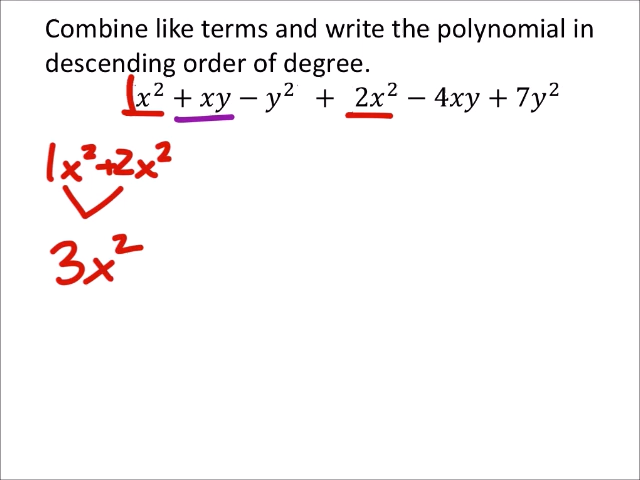 Combine like terms and write the polynomial in
descending order of degree.
1x² + xy − y² + 2x² − 4xy + 7y²
1x²+2x²
3x²